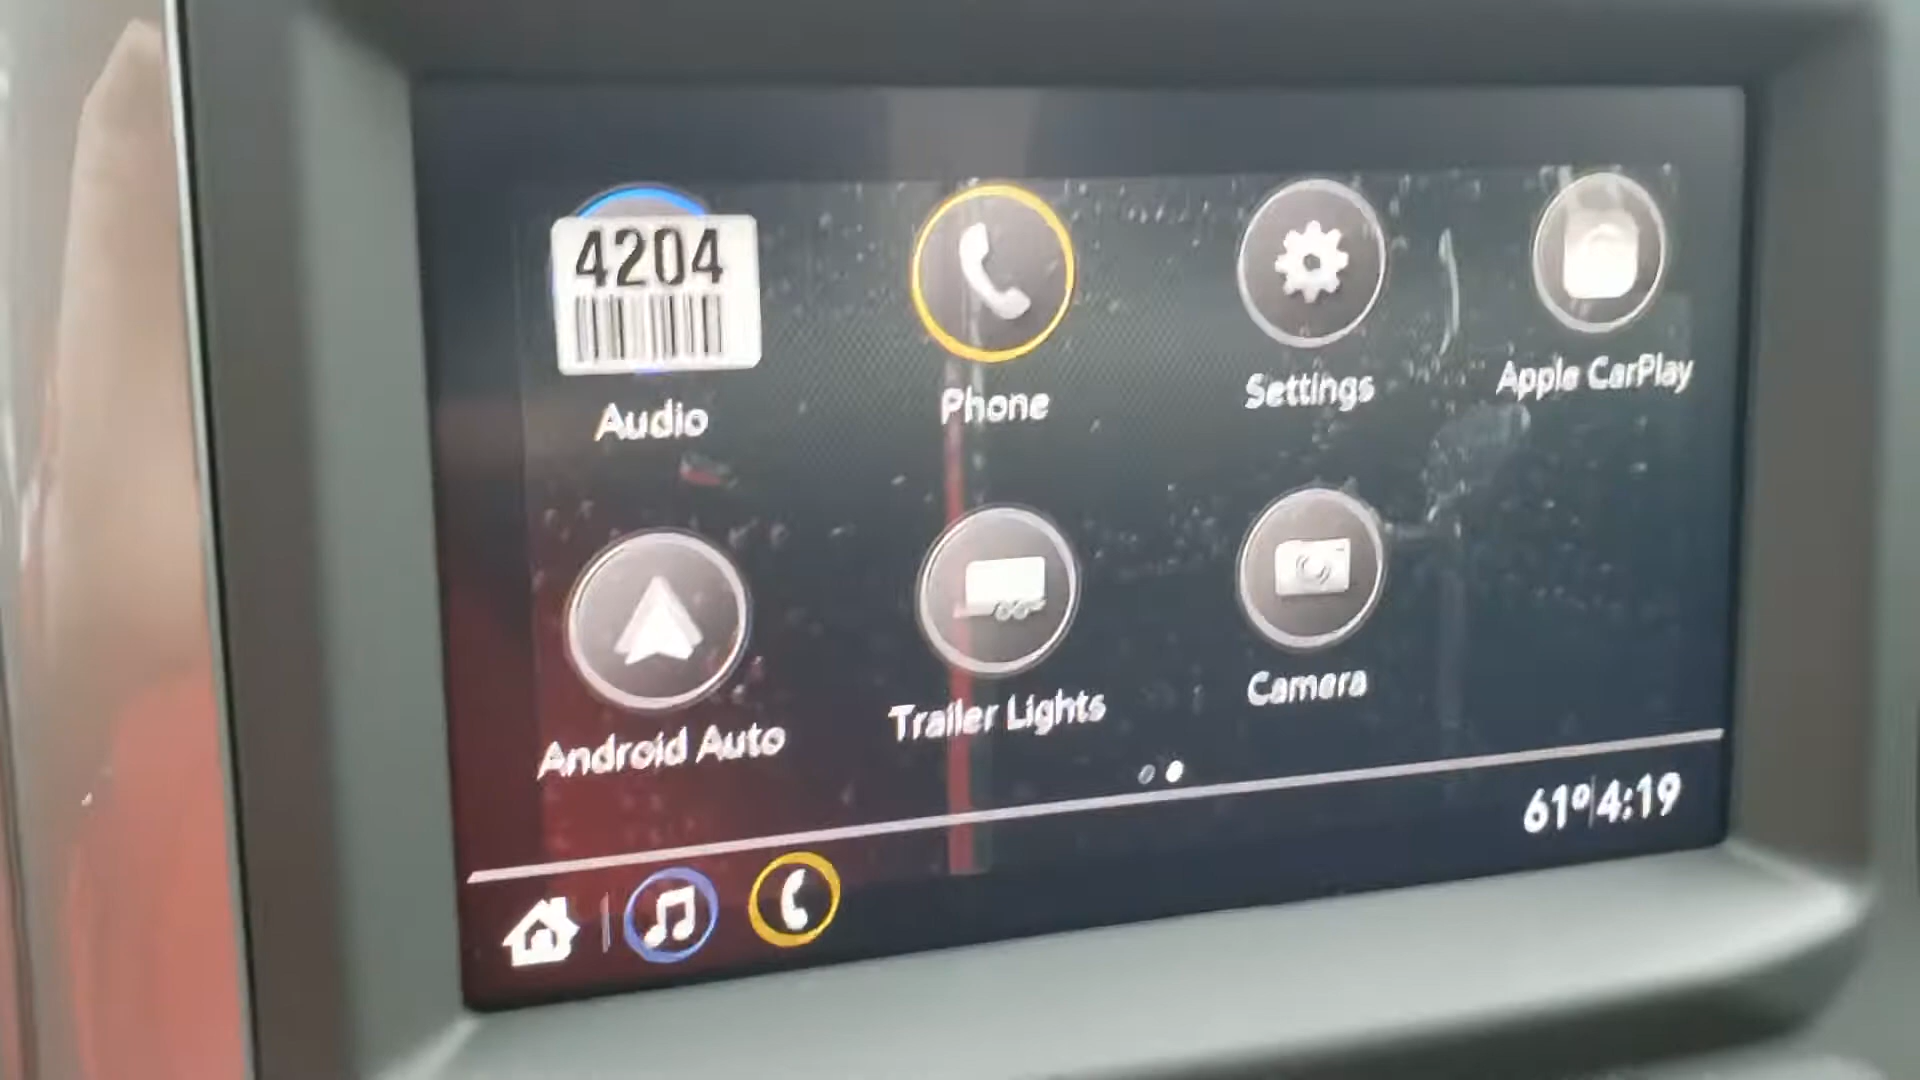 4204
Audio
Phone
Settings
Apple CarPlay
Android Auto
Trailer Lights
Camera
61° 4:19